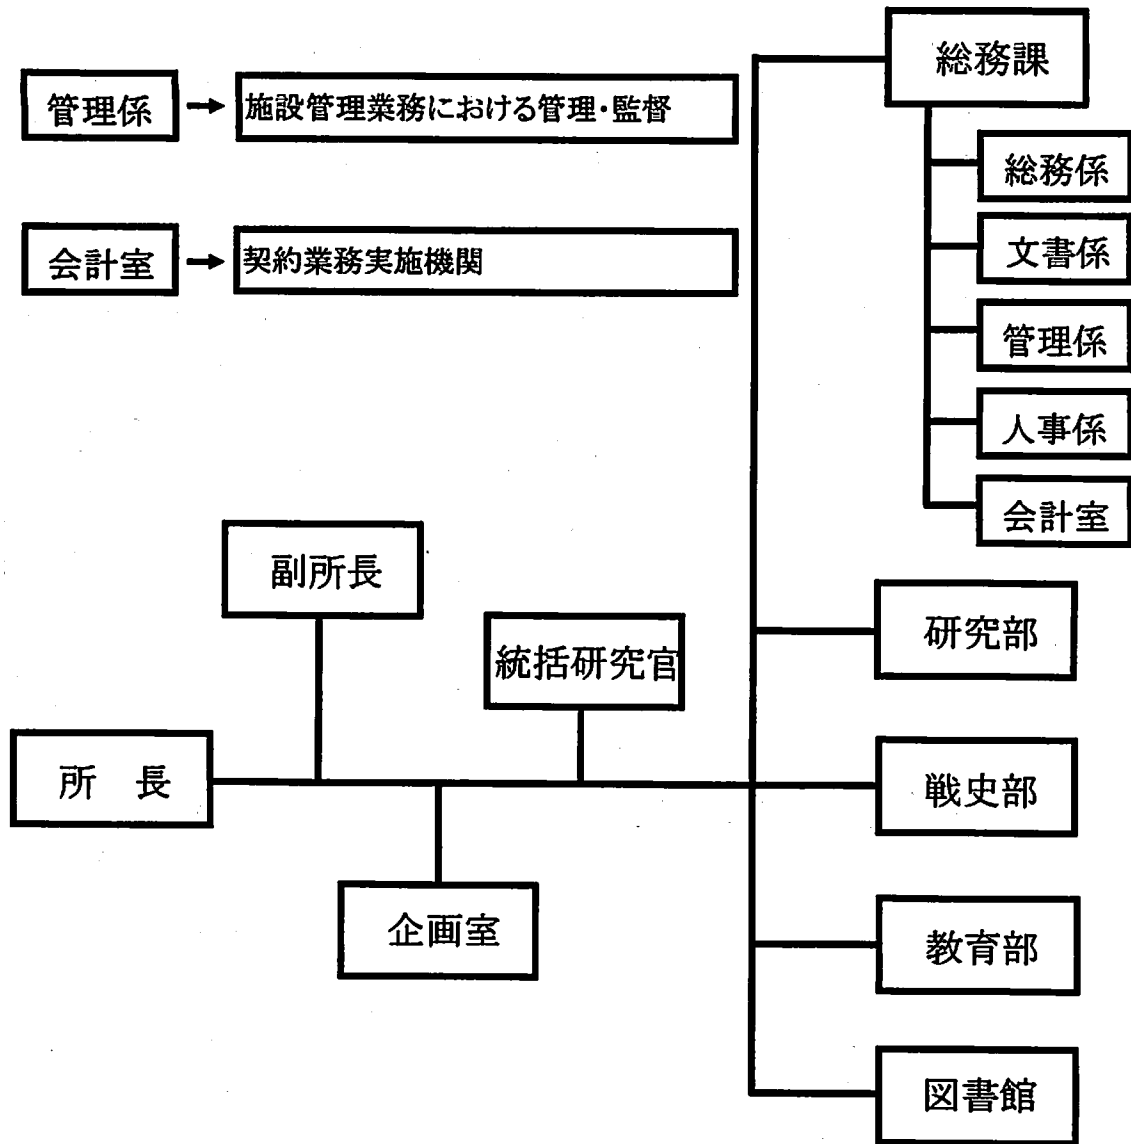 総務課
管理係
施設管理業務における管理・監督
総務係
会計室
契約業務実施機関
文書係
管理係
人事係
会計室
副所長
統括研究官
研究部
所 長
戦史部
企画室
教育部
図書館